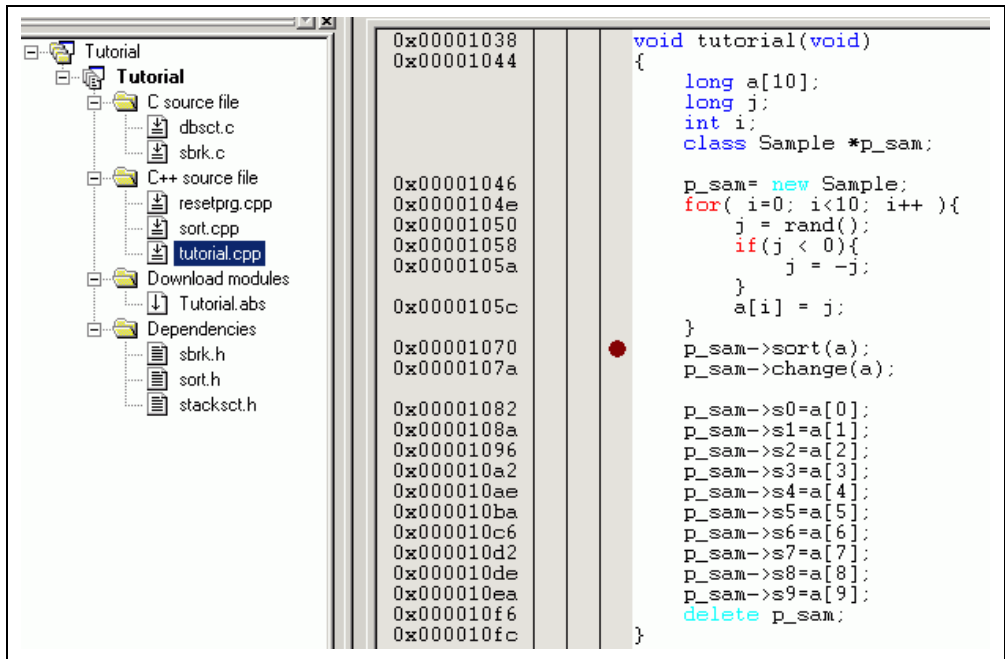 Tutorial
Tutorial
C source file
dbsct.c
sbrk.c
C++ source file
resetprg.cpp
sort.cpp
tutorial.cpp
Download modules
Tutorial.abs
Dependencies
sbrk.h
sort.h
stacksct.h
0x00001038 void tutorial(void)
0x00001044 {
long a[10];
long j;
int i;
class Sample *p_sam;
0x00001046 p_sam= new Sample;
0x0000104e for( i=0; i<10; i++ ){
0x00001050 j = rand();
0x00001058 if(j < 0){
0x0000105a j = -j;
}
0x0000105c a[i] = j;
}
0x00001070 p_sam->sort(a);
0x0000107a p_sam->change(a);
0x00001082 p_sam->s0=a[0];
0x0000108a p_sam->s1=a[1];
0x00001096 p_sam->s2=a[2];
0x000010a2 p_sam->s3=a[3];
0x000010ae p_sam->s4=a[4];
0x000010ba p_sam->s5=a[5];
0x000010c6 p_sam->s6=a[6];
0x000010d2 p_sam->s7=a[7];
0x000010de p_sam->s8=a[8];
0x000010ea p_sam->s9=a[9];
0x000010f6 delete p_sam;
0x000010fc }